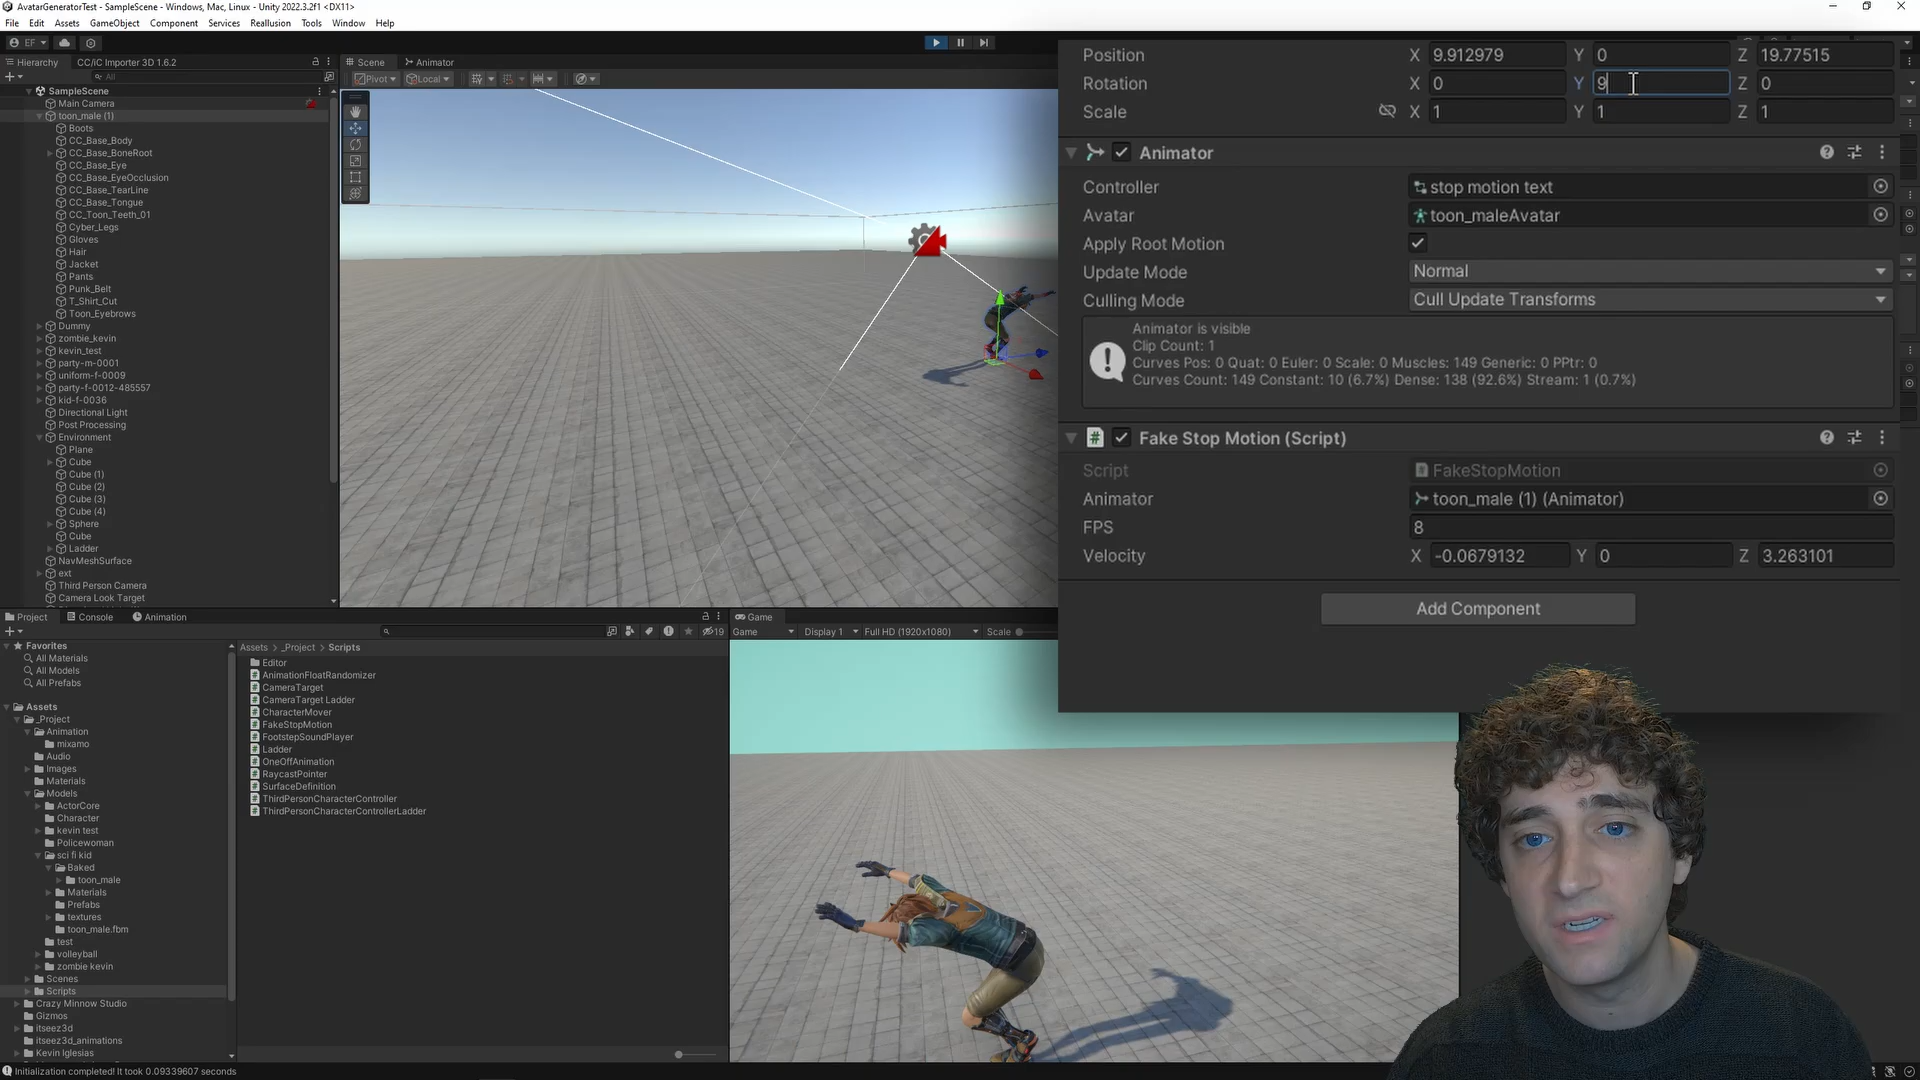 AvatarGeneratorTest - SampleScene - Windows, Mac, Linux - Unity 2022.3.2f1 <DX11>
File Edit Assets GameObject Component Services Reallusion Tools Window Help
EF
Hierarchy CC/iC Importer 3D 1.6.2
All
SampleScene
Main Camera
toon_male (1)
Boots
CC_Base_Body
CC_Base_BoneRoot
CC_Base_Eye
CC_Base_EyeOcclusion
CC_Base_TearLine
CC_Base_Tongue
CC_Toon_Teeth_01
Cyber_Legs
Gloves
Hair
Jacket
Pants
Punk_Belt
T_Shirt_Cut
Toon_Eyebrows
Dummy
zombie_kevin
kevin_test
party-m-0001
uniform-f-0009
party-f-0012-485557
kid-f-0036
Directional Light
Post Processing
Environment
Plane
Cube
Cube (1)
Cube (2)
Cube (3)
Cube (4)
Sphere
Cube
Ladder
NavMeshSurface
ext
Third Person Camera
Camera Look Target
Scene Animator
Pivot Local
Position X 9.912979 Y 0 Z 19.77515
Rotation X 0 Y 9 Z 0
Scale X 1 Y 1 Z 1
Animator
Controller stop motion text
Avatar toon_maleAvatar
Apply Root Motion
Update Mode Normal
Culling Mode Cull Update Transforms
Animator is visible
Clip Count: 1
Curves Pos: 0 Quat: 0 Euler: 0 Scale: 0 Muscles: 149 Generic: 0 PPtr: 0
Curves Count: 149 Constant: 10 (6.7%) Dense: 138 (92.6%) Stream: 1 (0.7%)
Fake Stop Motion (Script)
Script FakeStopMotion
Animator toon_male (1) (Animator)
FPS 8
Velocity X -0.0679132 Y 0 Z 3.263101
Add Component
Project Console Animation
19
Favorites
All Materials
All Models
All Prefabs
Assets
_Project
Animation
mixamo
Audio
Images
Materials
Models
ActorCore
Character
kevin test
Policewoman
sci fi kid
Baked
toon_male
Materials
Prefabs
textures
toon_male.fbm
test
volleyball
zombie kevin
Scenes
Scripts
Crazy Minnow Studio
Gizmos
itseez3d
itseez3d_animations
Kevin Iglesias
Assets > _Project > Scripts
Editor
AnimationFloatRandomizer
CameraTarget
CameraTarget Ladder
CharacterMover
FakeStopMotion
FootstepSoundPlayer
Ladder
OneOffAnimation
RaycastPointer
SurfaceDefinition
ThirdPersonCharacterController
ThirdPersonCharacterControllerLadder
Game
Game Display 1 Full HD (1920x1080) Scale
Initialization completed! It took 0.09339607 seconds